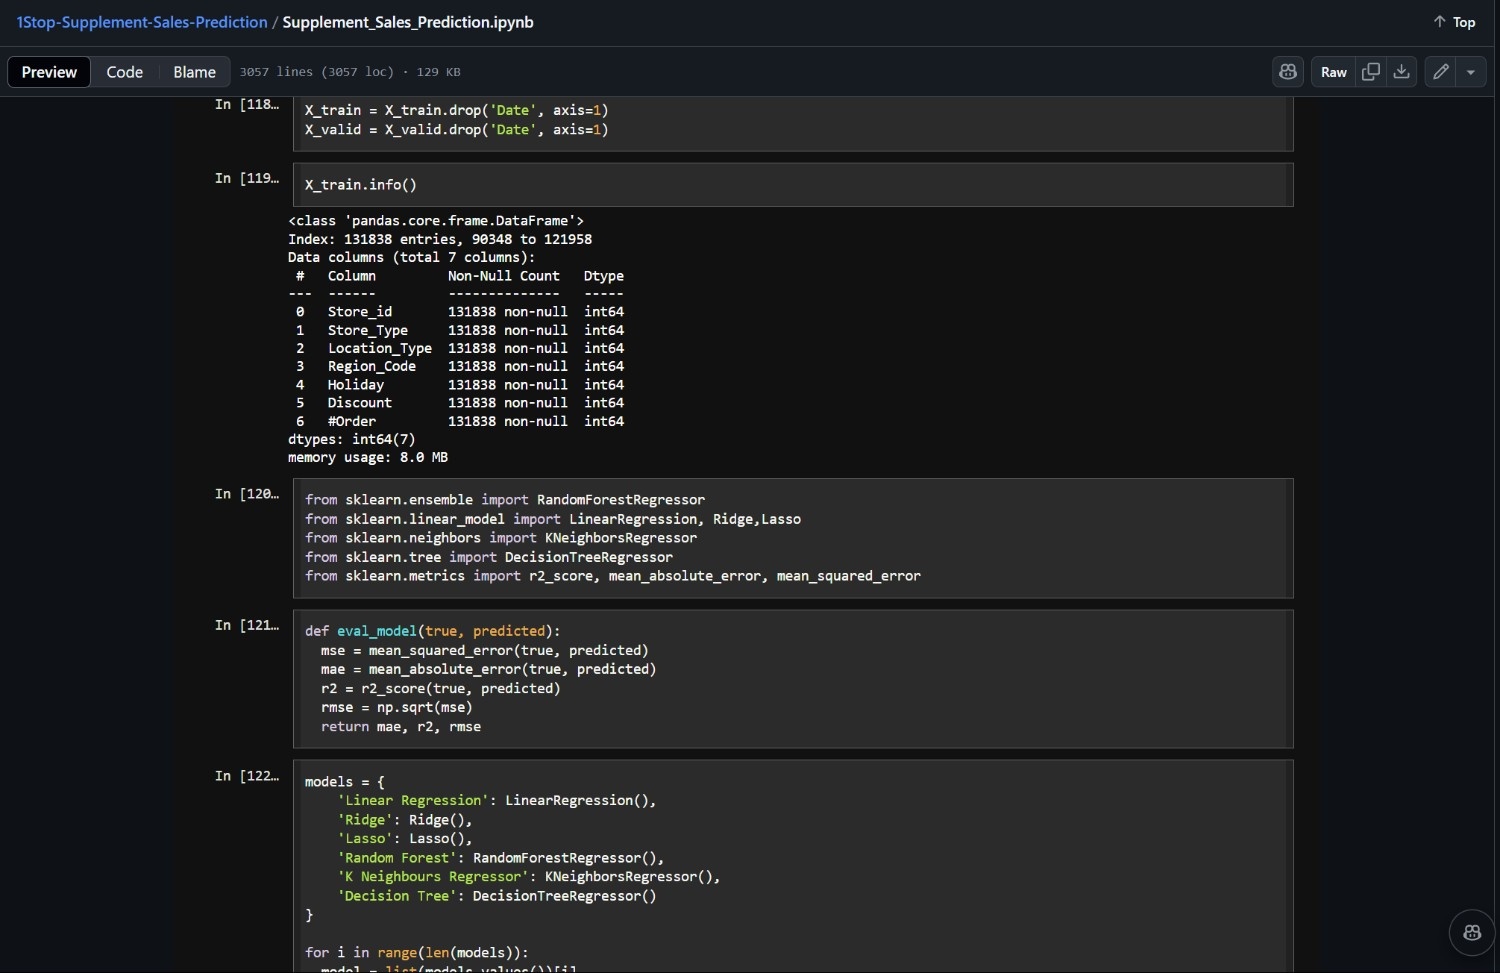 1Stop-Supplement-Sales-Prediction / Supplement_Sales_Prediction.ipynb
↑ Top
Preview Code Blame 3057 lines (3057 loc) · 129 KB
Raw
In [118…
X_train = X_train.drop('Date', axis=1)
X_valid = X_valid.drop('Date', axis=1)
In [119…
X_train.info()
<class 'pandas.core.frame.DataFrame'>
Index: 131838 entries, 90348 to 121958
Data columns (total 7 columns):
 #   Column         Non-Null Count   Dtype
---  ------         --------------   -----
 0   Store_id       131838 non-null  int64
 1   Store_Type     131838 non-null  int64
 2   Location_Type  131838 non-null  int64
 3   Region_Code    131838 non-null  int64
 4   Holiday        131838 non-null  int64
 5   Discount       131838 non-null  int64
 6   #Order         131838 non-null  int64
dtypes: int64(7)
memory usage: 8.0 MB
In [120…
from sklearn.ensemble import RandomForestRegressor
from sklearn.linear_model import LinearRegression, Ridge,Lasso
from sklearn.neighbors import KNeighborsRegressor
from sklearn.tree import DecisionTreeRegressor
from sklearn.metrics import r2_score, mean_absolute_error, mean_squared_error
In [121…
def eval_model(true, predicted):
  mse = mean_squared_error(true, predicted)
  mae = mean_absolute_error(true, predicted)
  r2 = r2_score(true, predicted)
  rmse = np.sqrt(mse)
  return mae, r2, rmse
In [122…
models = {
    'Linear Regression': LinearRegression(),
    'Ridge': Ridge(),
    'Lasso': Lasso(),
    'Random Forest': RandomForestRegressor(),
    'K Neighbours Regressor': KNeighborsRegressor(),
    'Decision Tree': DecisionTreeRegressor()
}
for i in range(len(models)):
  model = list(models.values())[i]